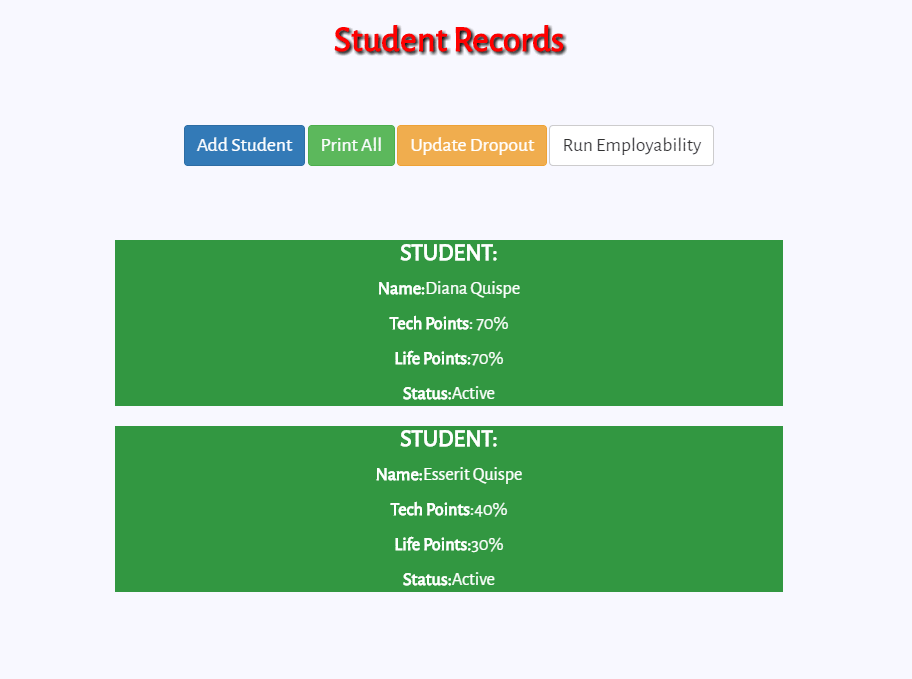 Student Records
Add Student Print All Update Dropout Run Employability
STUDENT:
Name:Diana Quispe
Tech Points: 70%
Life Points:70%
Status:Active
STUDENT:
Name:Esserit Quispe
Tech Points:40%
Life Points:30%
Status:Active